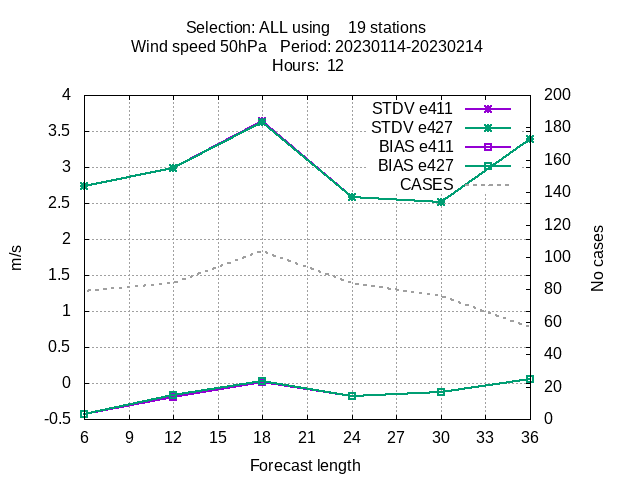 Selection: ALL using    19 stations
Wind speed 50hPa   Period: 20230114-20230214
Hours:  12
4
3.5
3
2.5
2
1.5
1
0.5
0
-0.5
m/s
STDV e411
STDV e427
BIAS e411
BIAS e427
CASES
200
180
160
140
120
100
80
60
40
20
0
No cases
6 9 12 15 18 21 24 27 30 33 36
Forecast length